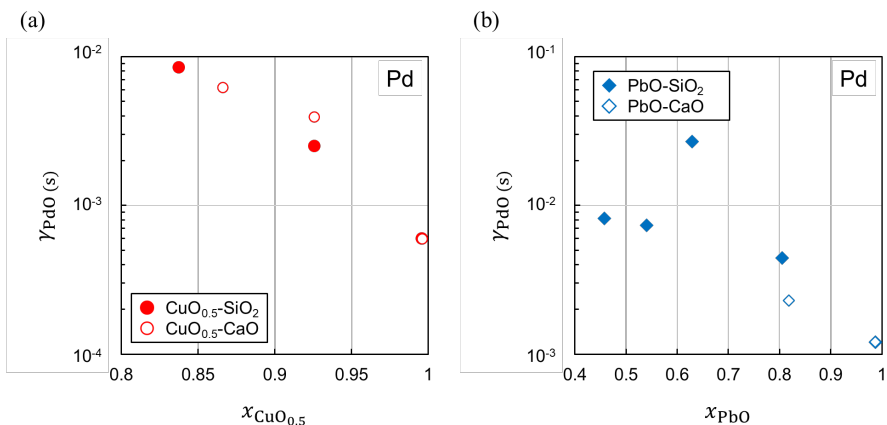 (a)
10⁻²
Pd
γPdO (s)
10⁻³
CuO₀.₅-SiO₂
CuO₀.₅-CaO
10⁻⁴
0.8 0.85 0.9 0.95 1
xCuO₀.₅
(b)
10⁻¹
PbO-SiO₂
PbO-CaO
Pd
γPdO (s)
10⁻²
10⁻³
0.4 0.5 0.6 0.7 0.8 0.9 1
xPbO